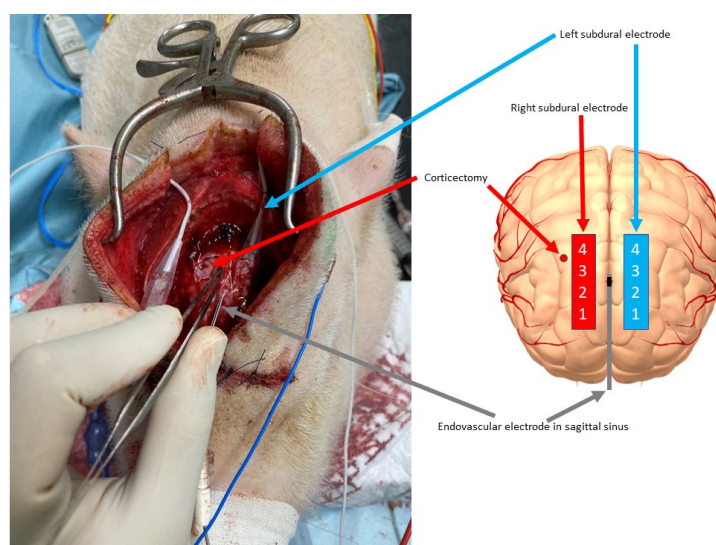 Left subdural electrode
Right subdural electrode
Corticectomy
4 4
3 3
2 2
1 1
Endovascular electrode in sagittal sinus